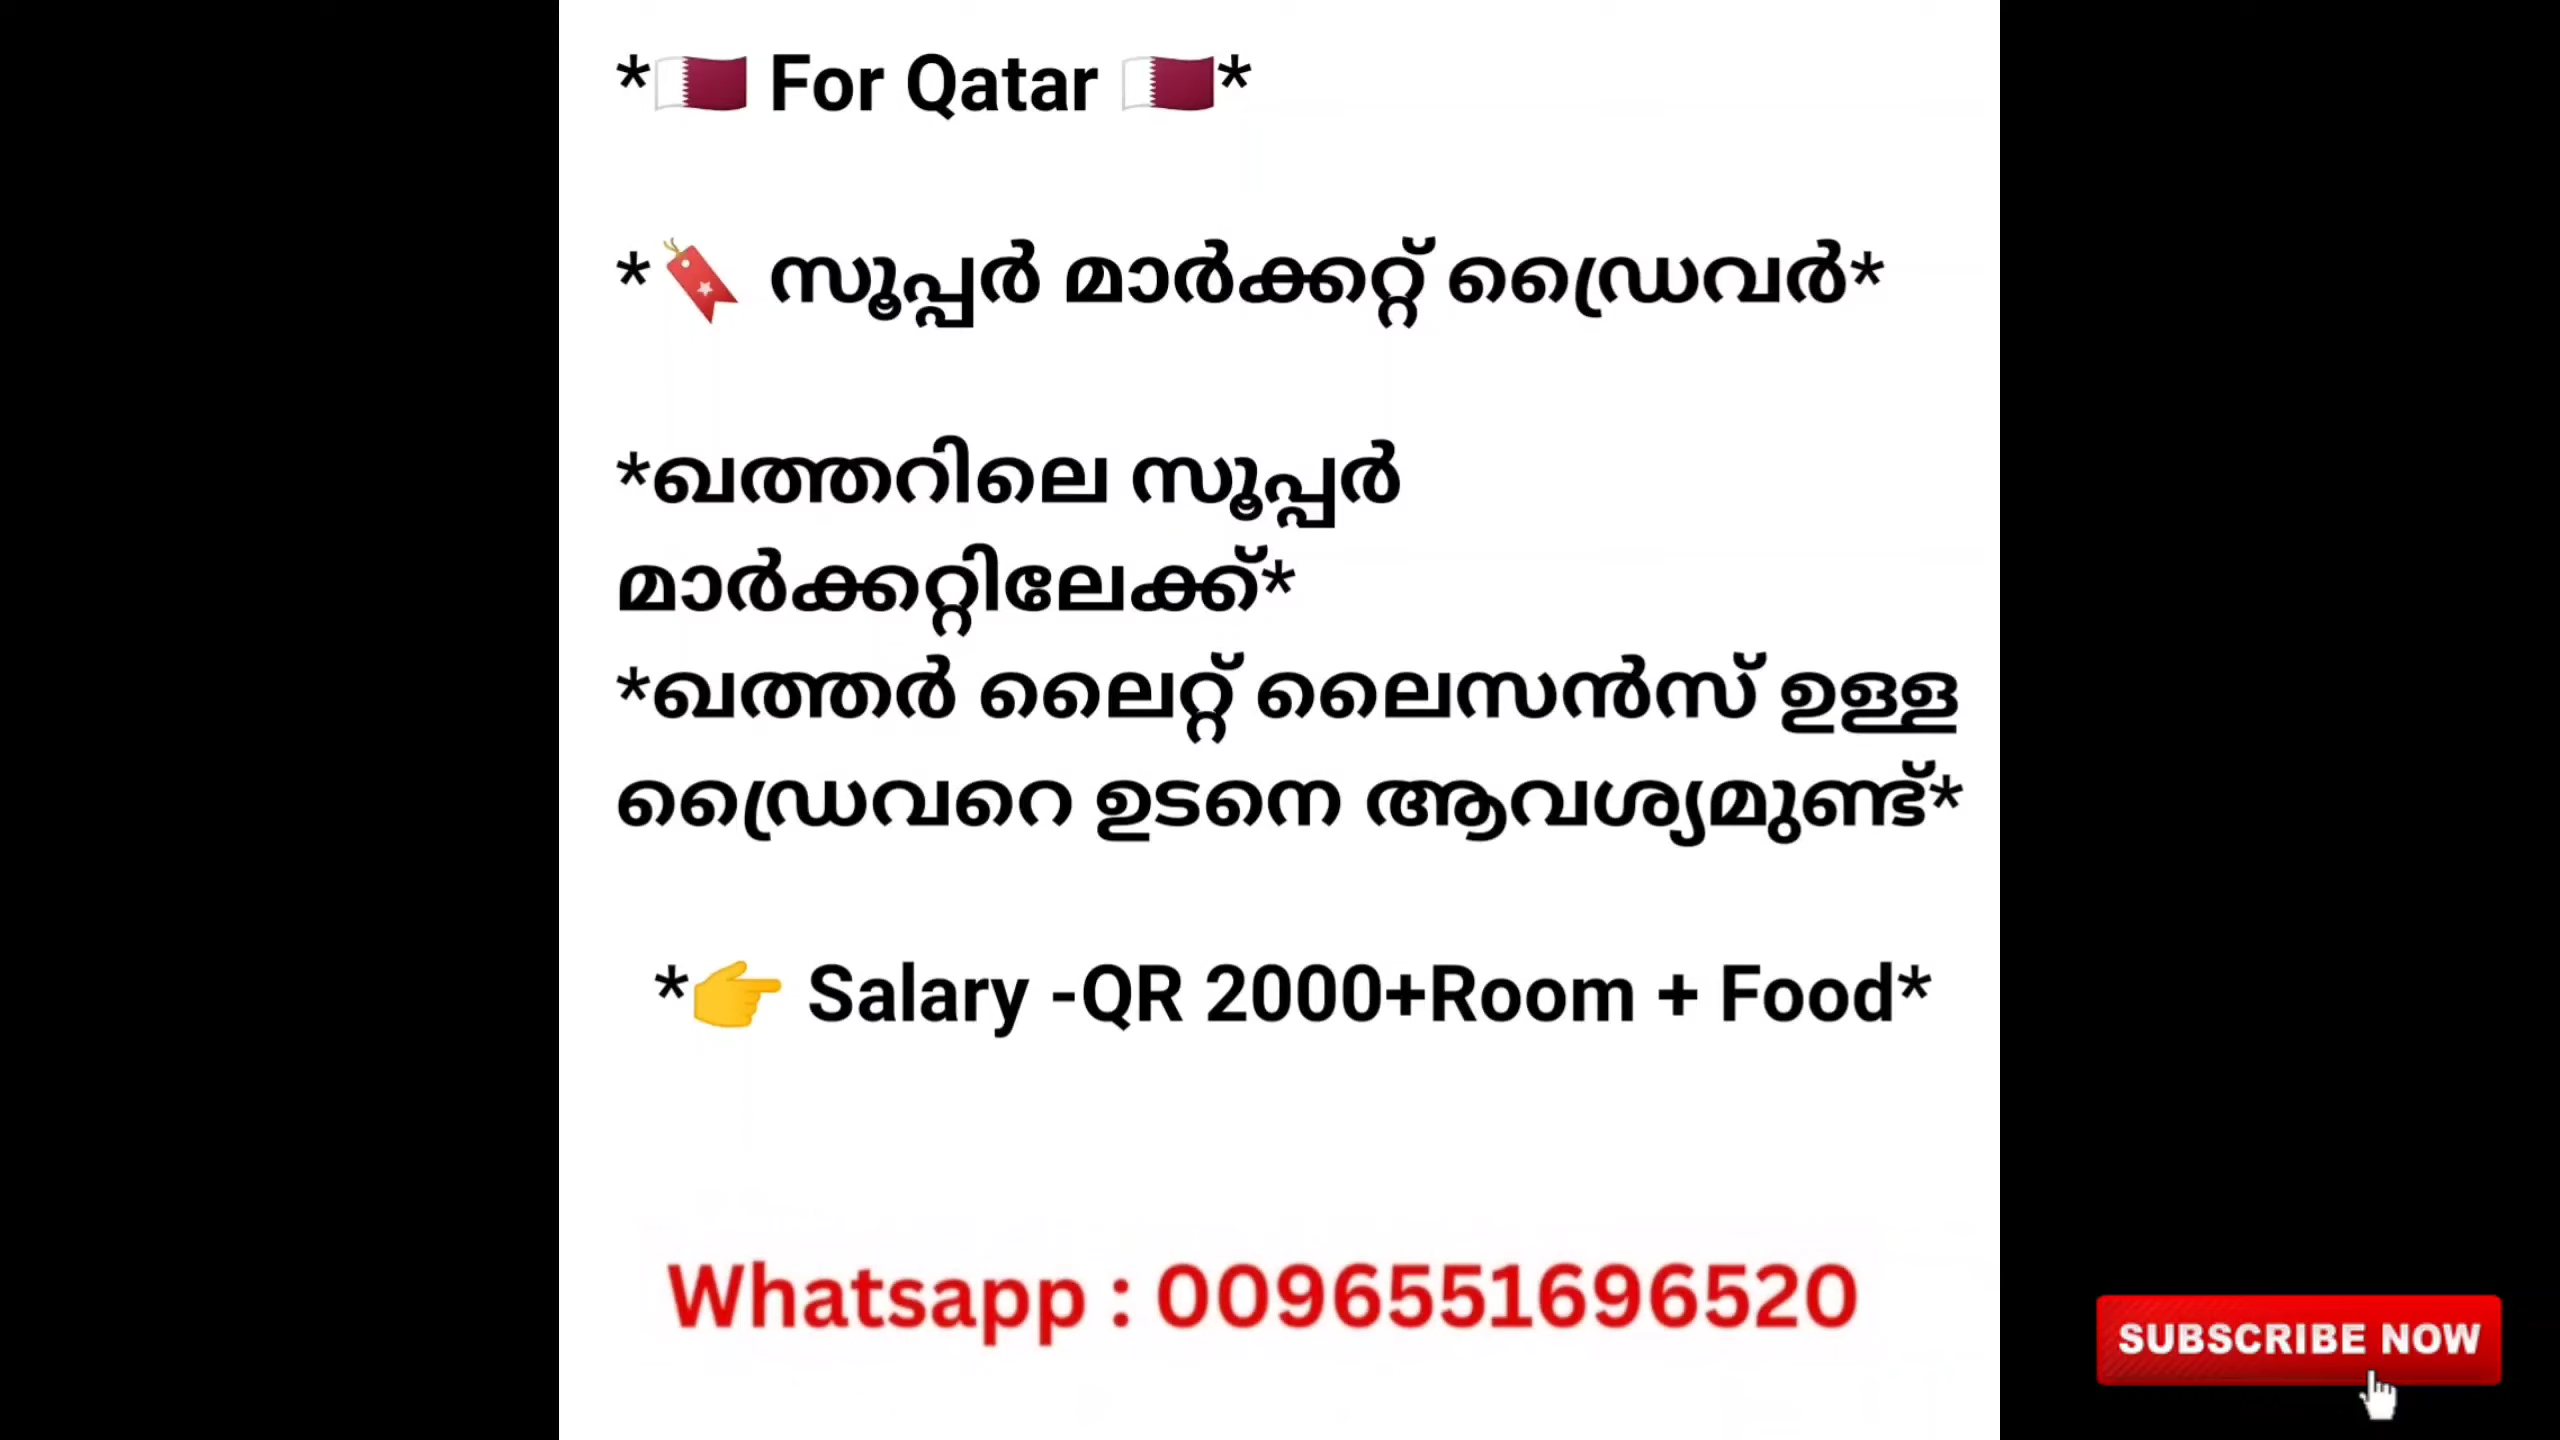 *🇶🇦 For Qatar 🇶🇦*
*🔖 സൂപ്പർ മാർക്കറ്റ് ഡ്രൈവർ*
*ഖത്തറിലെ സൂപ്പർ
മാർക്കറ്റിലേക്ക്*
*ഖത്തർ ലൈറ്റ് ലൈസൻസ് ഉള്ള
ഡ്രൈവറെ ഉടനെ ആവശ്യമുണ്ട്*
*👉 Salary -QR 2000+Room + Food*
Whatsapp : 0096551696520
SUBSCRIBE NOW